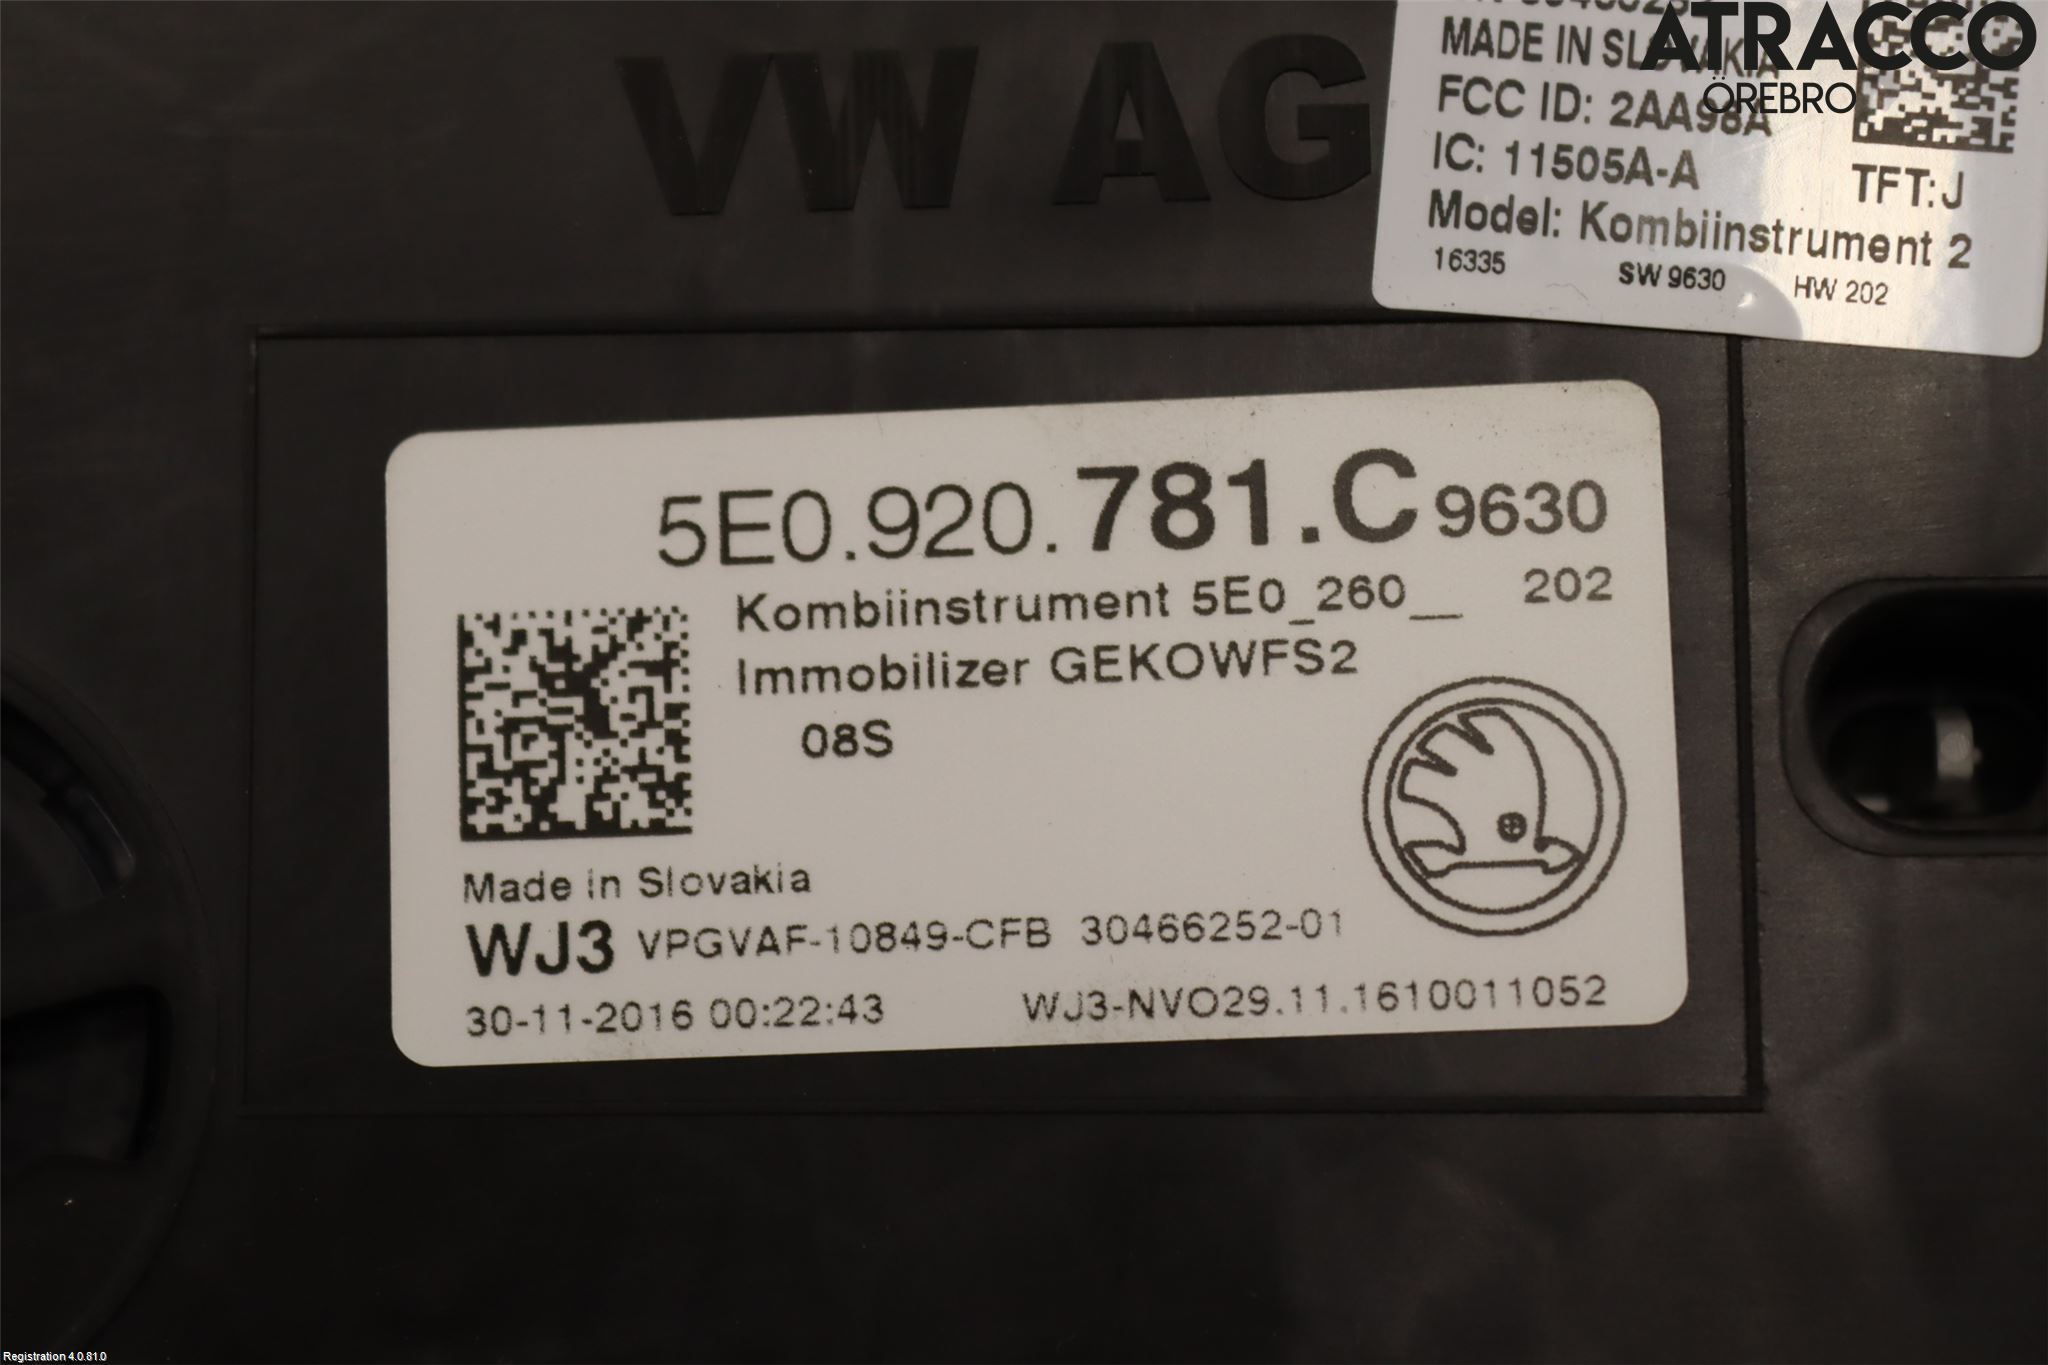 VW AG
MADE IN SLOVAKIA
FCC ID: 2AA98A
IC: 11505A-A
TFT:J
Model: Kombiinstrument 2
16335 SW 9630 HW 202
ATRACCO
ÖREBRO
5E0.920.781.C 9630
Kombiinstrument 5E0_260__ 202
Immobilizer GEKOWFS2
08S
Made in Slovakia
WJ3 VPGVAF-10849-CFB 30466252-01
30-11-2016 00:22:43 WJ3-NVO29.11.1610011052
Registration 4.0.81.0